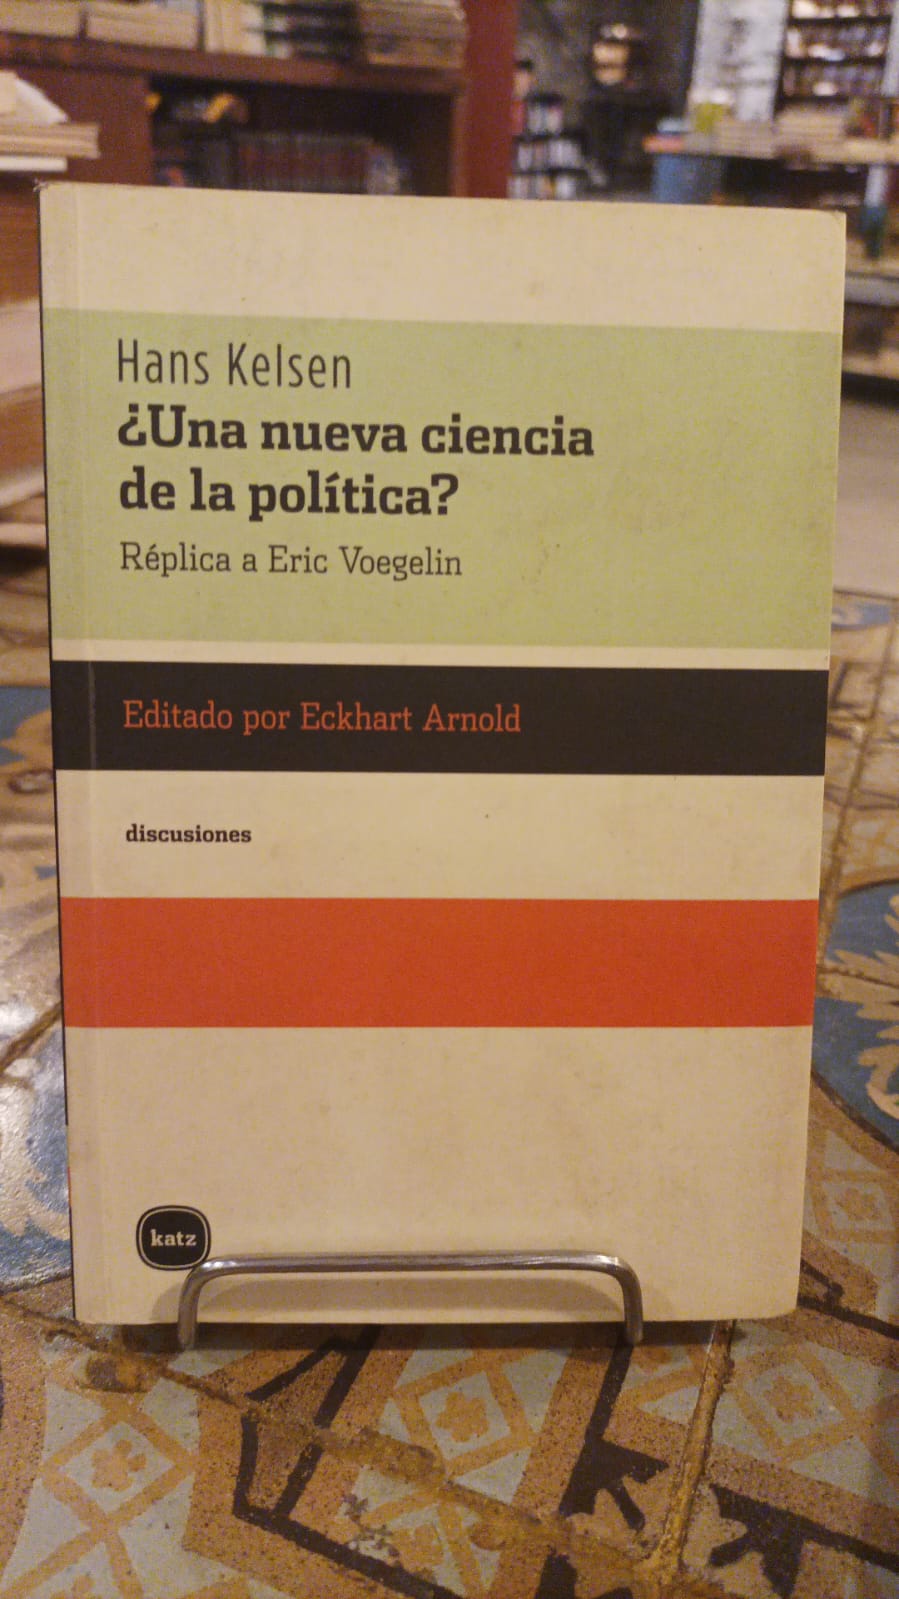 Hans Kelsen
¿Una nueva ciencia
de la política?
Réplica a Eric Voegelin
Editado por Eckhart Arnold
discusiones
katz